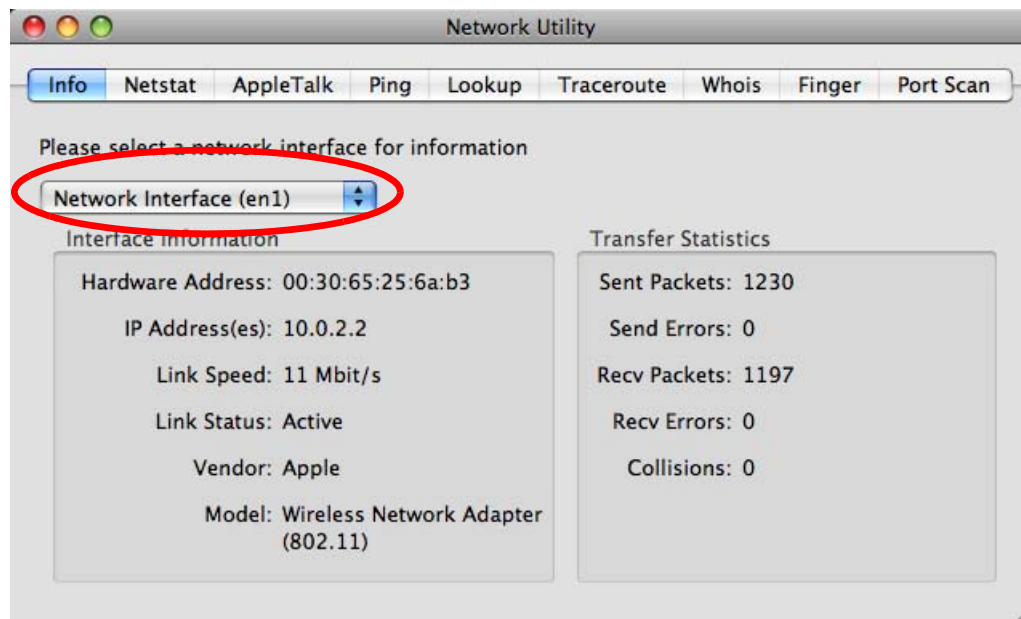 Network Utility
Info Netstat AppleTalk Ping Lookup Traceroute Whois Finger Port Scan
Please select a network interface for information
Network Interface (en1)
Interface Information
Hardware Address: 00:30:65:25:6a:b3
IP Address(es): 10.0.2.2
Link Speed: 11 Mbit/s
Link Status: Active
Vendor: Apple
Model: Wireless Network Adapter
(802.11)
Transfer Statistics
Sent Packets: 1230
Send Errors: 0
Recv Packets: 1197
Recv Errors: 0
Collisions: 0